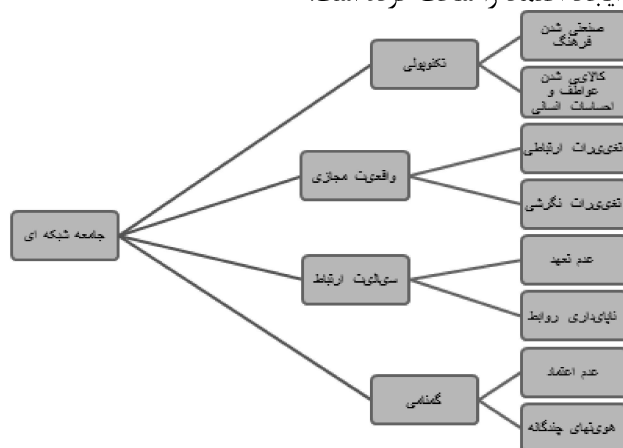 صنعتی شدن
فرهنگ
تکنوپولی
کالایی شدن
عواطف و
احساسات انسانی
تغییرات ارتباطی
واقعیت مجازی
تغییرات نگرشی
جامعه شبکه ای
عدم تعهد
سیالیت ارتباط
ناپایداری روابط
عدم اعتماد
گمنامی
هویتهای چندگانه